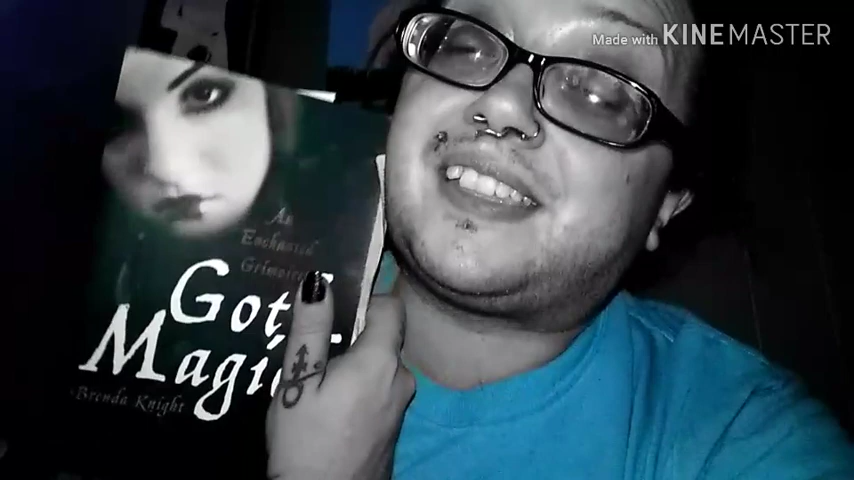 Made with KINEMASTER
An
Enchanted
Grimoire
Got
Magi
Brenda Knight